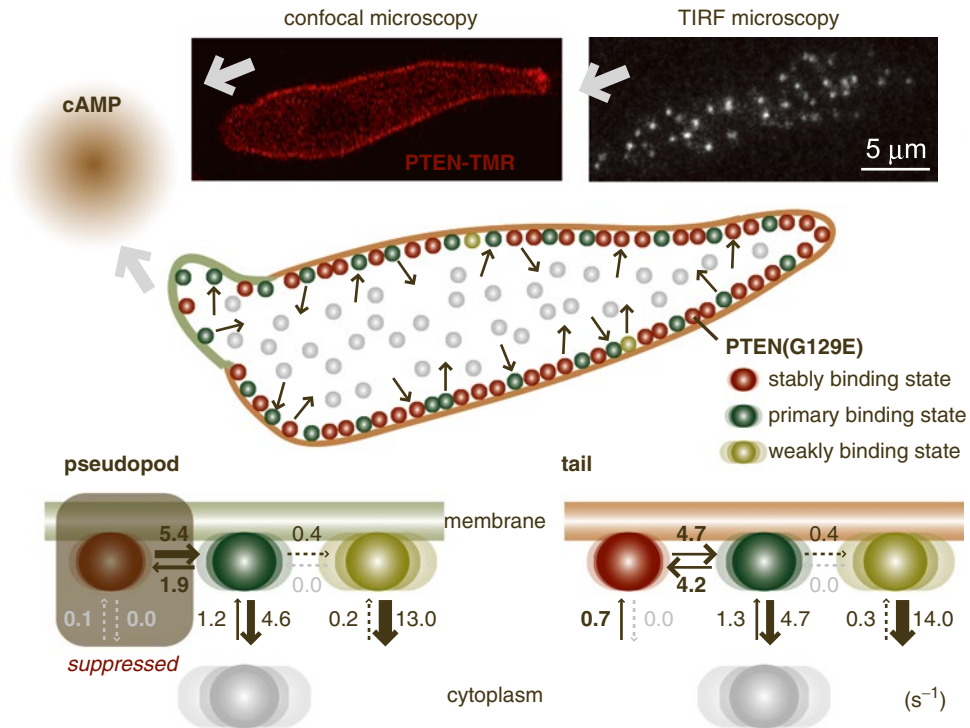 confocal microscopy
TIRF microscopy
cAMP
PTEN-TMR
5 μm
PTEN(G129E)
stably binding state
primary binding state
weakly binding state
pseudopod
tail
membrane
5.4
0.4
1.9
0.0
0.1
0.0
1.2
4.6
0.2
13.0
suppressed
4.7
0.4
4.2
0.0
0.7
0.0
1.3
4.7
0.3
14.0
cytoplasm
(s⁻¹)